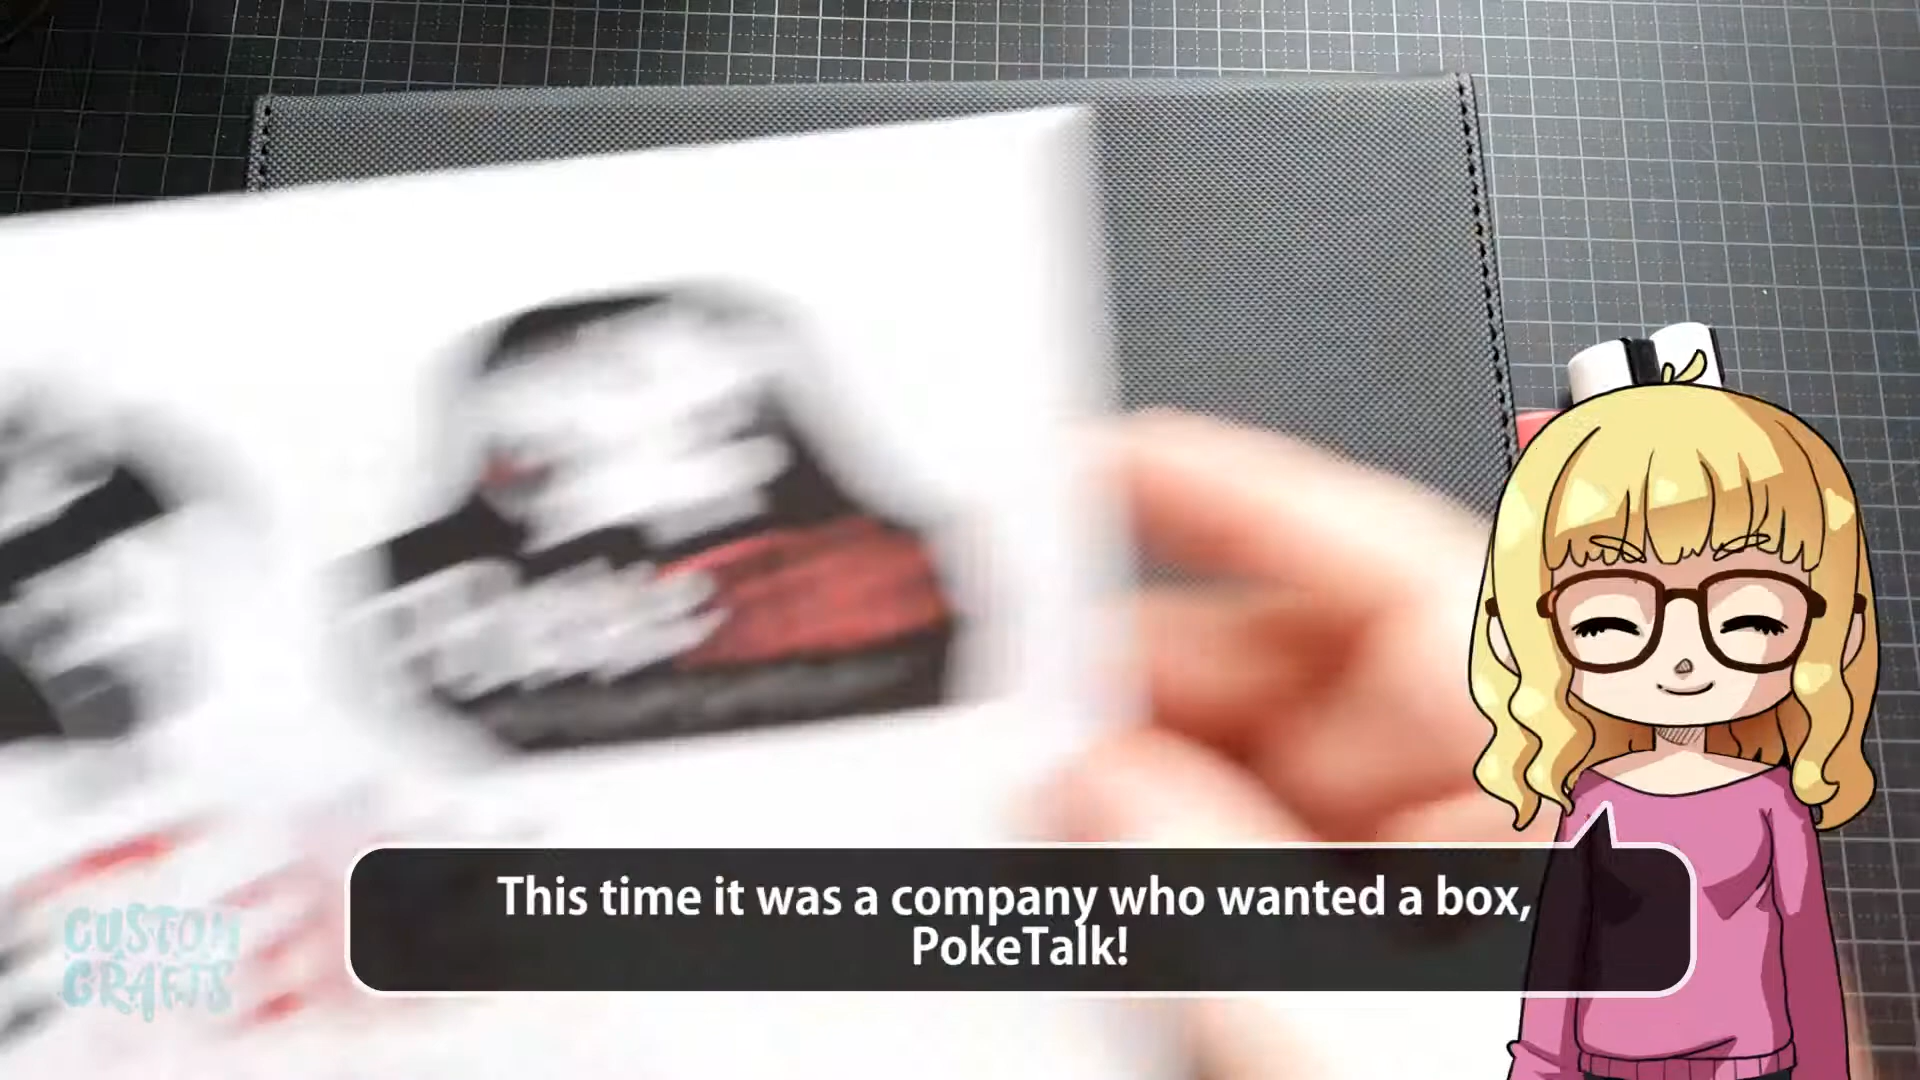 This time it was a company who wanted a box,
PokeTalk!
CUSTOM
CRAFTS